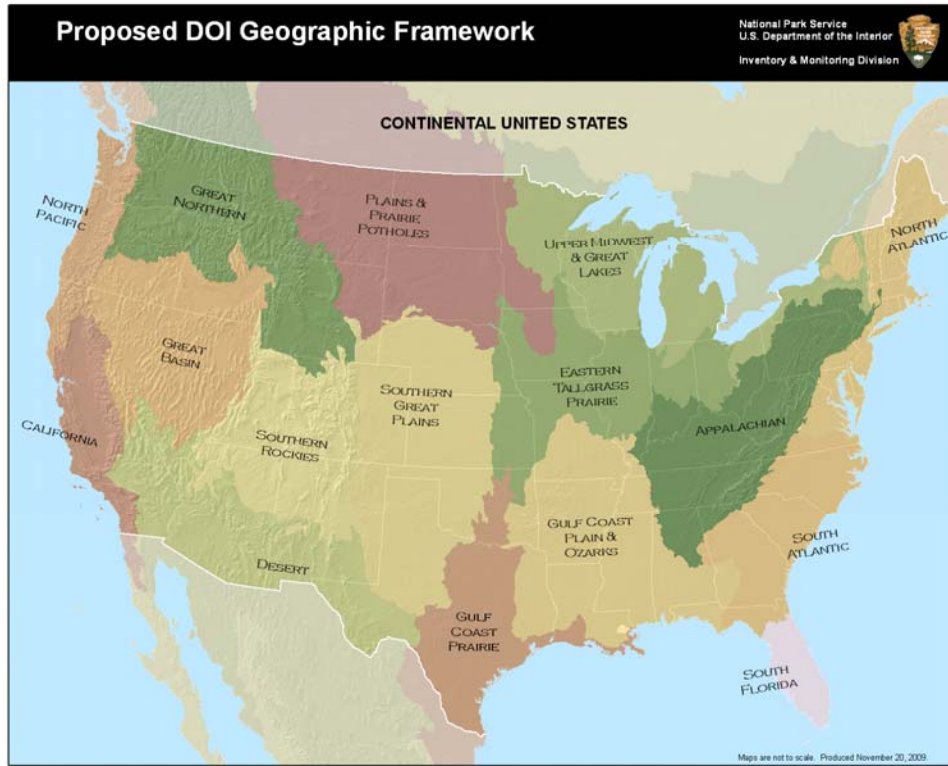 Proposed DOI Geographic Framework
National Park Service
U.S. Department of the Interior
Inventory & Monitoring Division
CONTINENTAL UNITED STATES
NORTH
PACIFIC
GREAT
NORTHERN
PLAINS &
PRAIRIE
POTHOLES
UPPER MIDWEST
& GREAT
LAKES
NORTH
ATLANTIC
GREAT
BASIN
CALIFORNIA
SOUTHERN
ROCKIES
SOUTHERN
GREAT
PLAINS
EASTERN
TALLGRASS
PRAIRIE
APPALACHIAN
DESERT
GULF COAST
PLAIN &
OZARKS
SOUTH
ATLANTIC
GULF
COAST
PRAIRIE
SOUTH
FLORIDA
Maps are not to scale. Produced November 20, 2009.